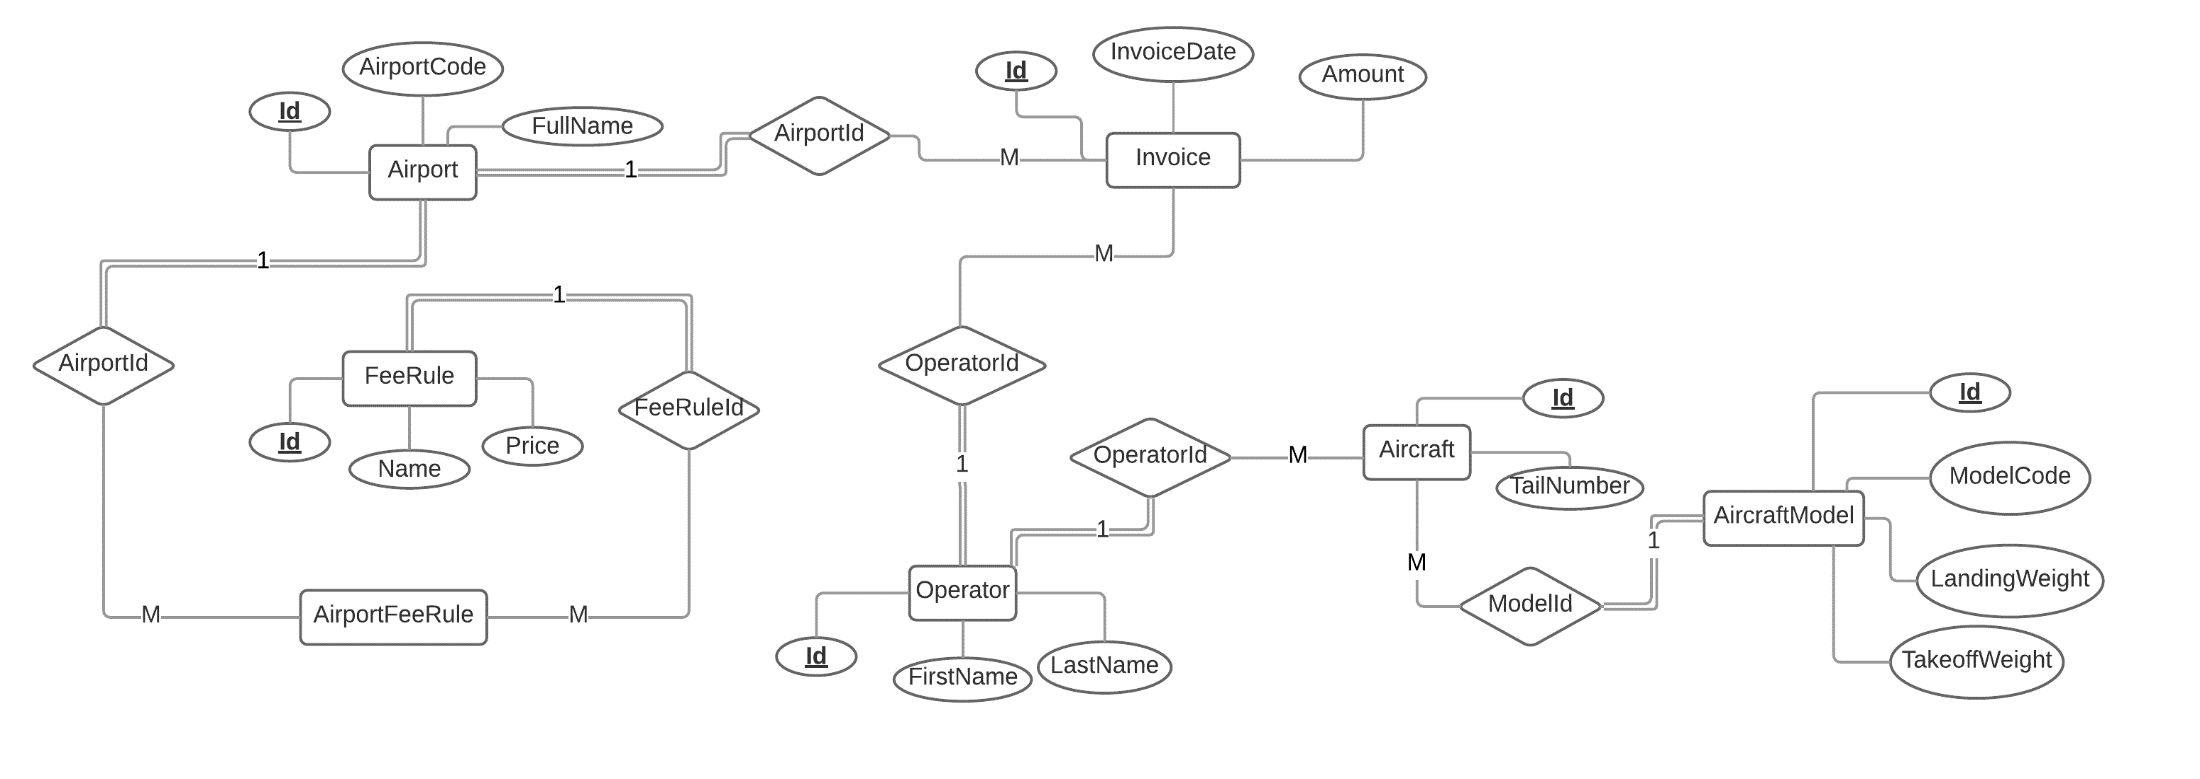 InvoiceDate
AirportCode
Id
Amount
Id
FullName
AirportId
Airport
1
M
Invoice
M
1
1
AirportId
FeeRule
FeeRuleId
OperatorId
Id
Id
Id
Name
Price
1
OperatorId
M
Aircraft
TailNumber
ModelCode
AircraftModel
1
1
M
LandingWeight
Operator
ModelId
AirportFeeRule
M
M
Id
FirstName
LastName
TakeoffWeight